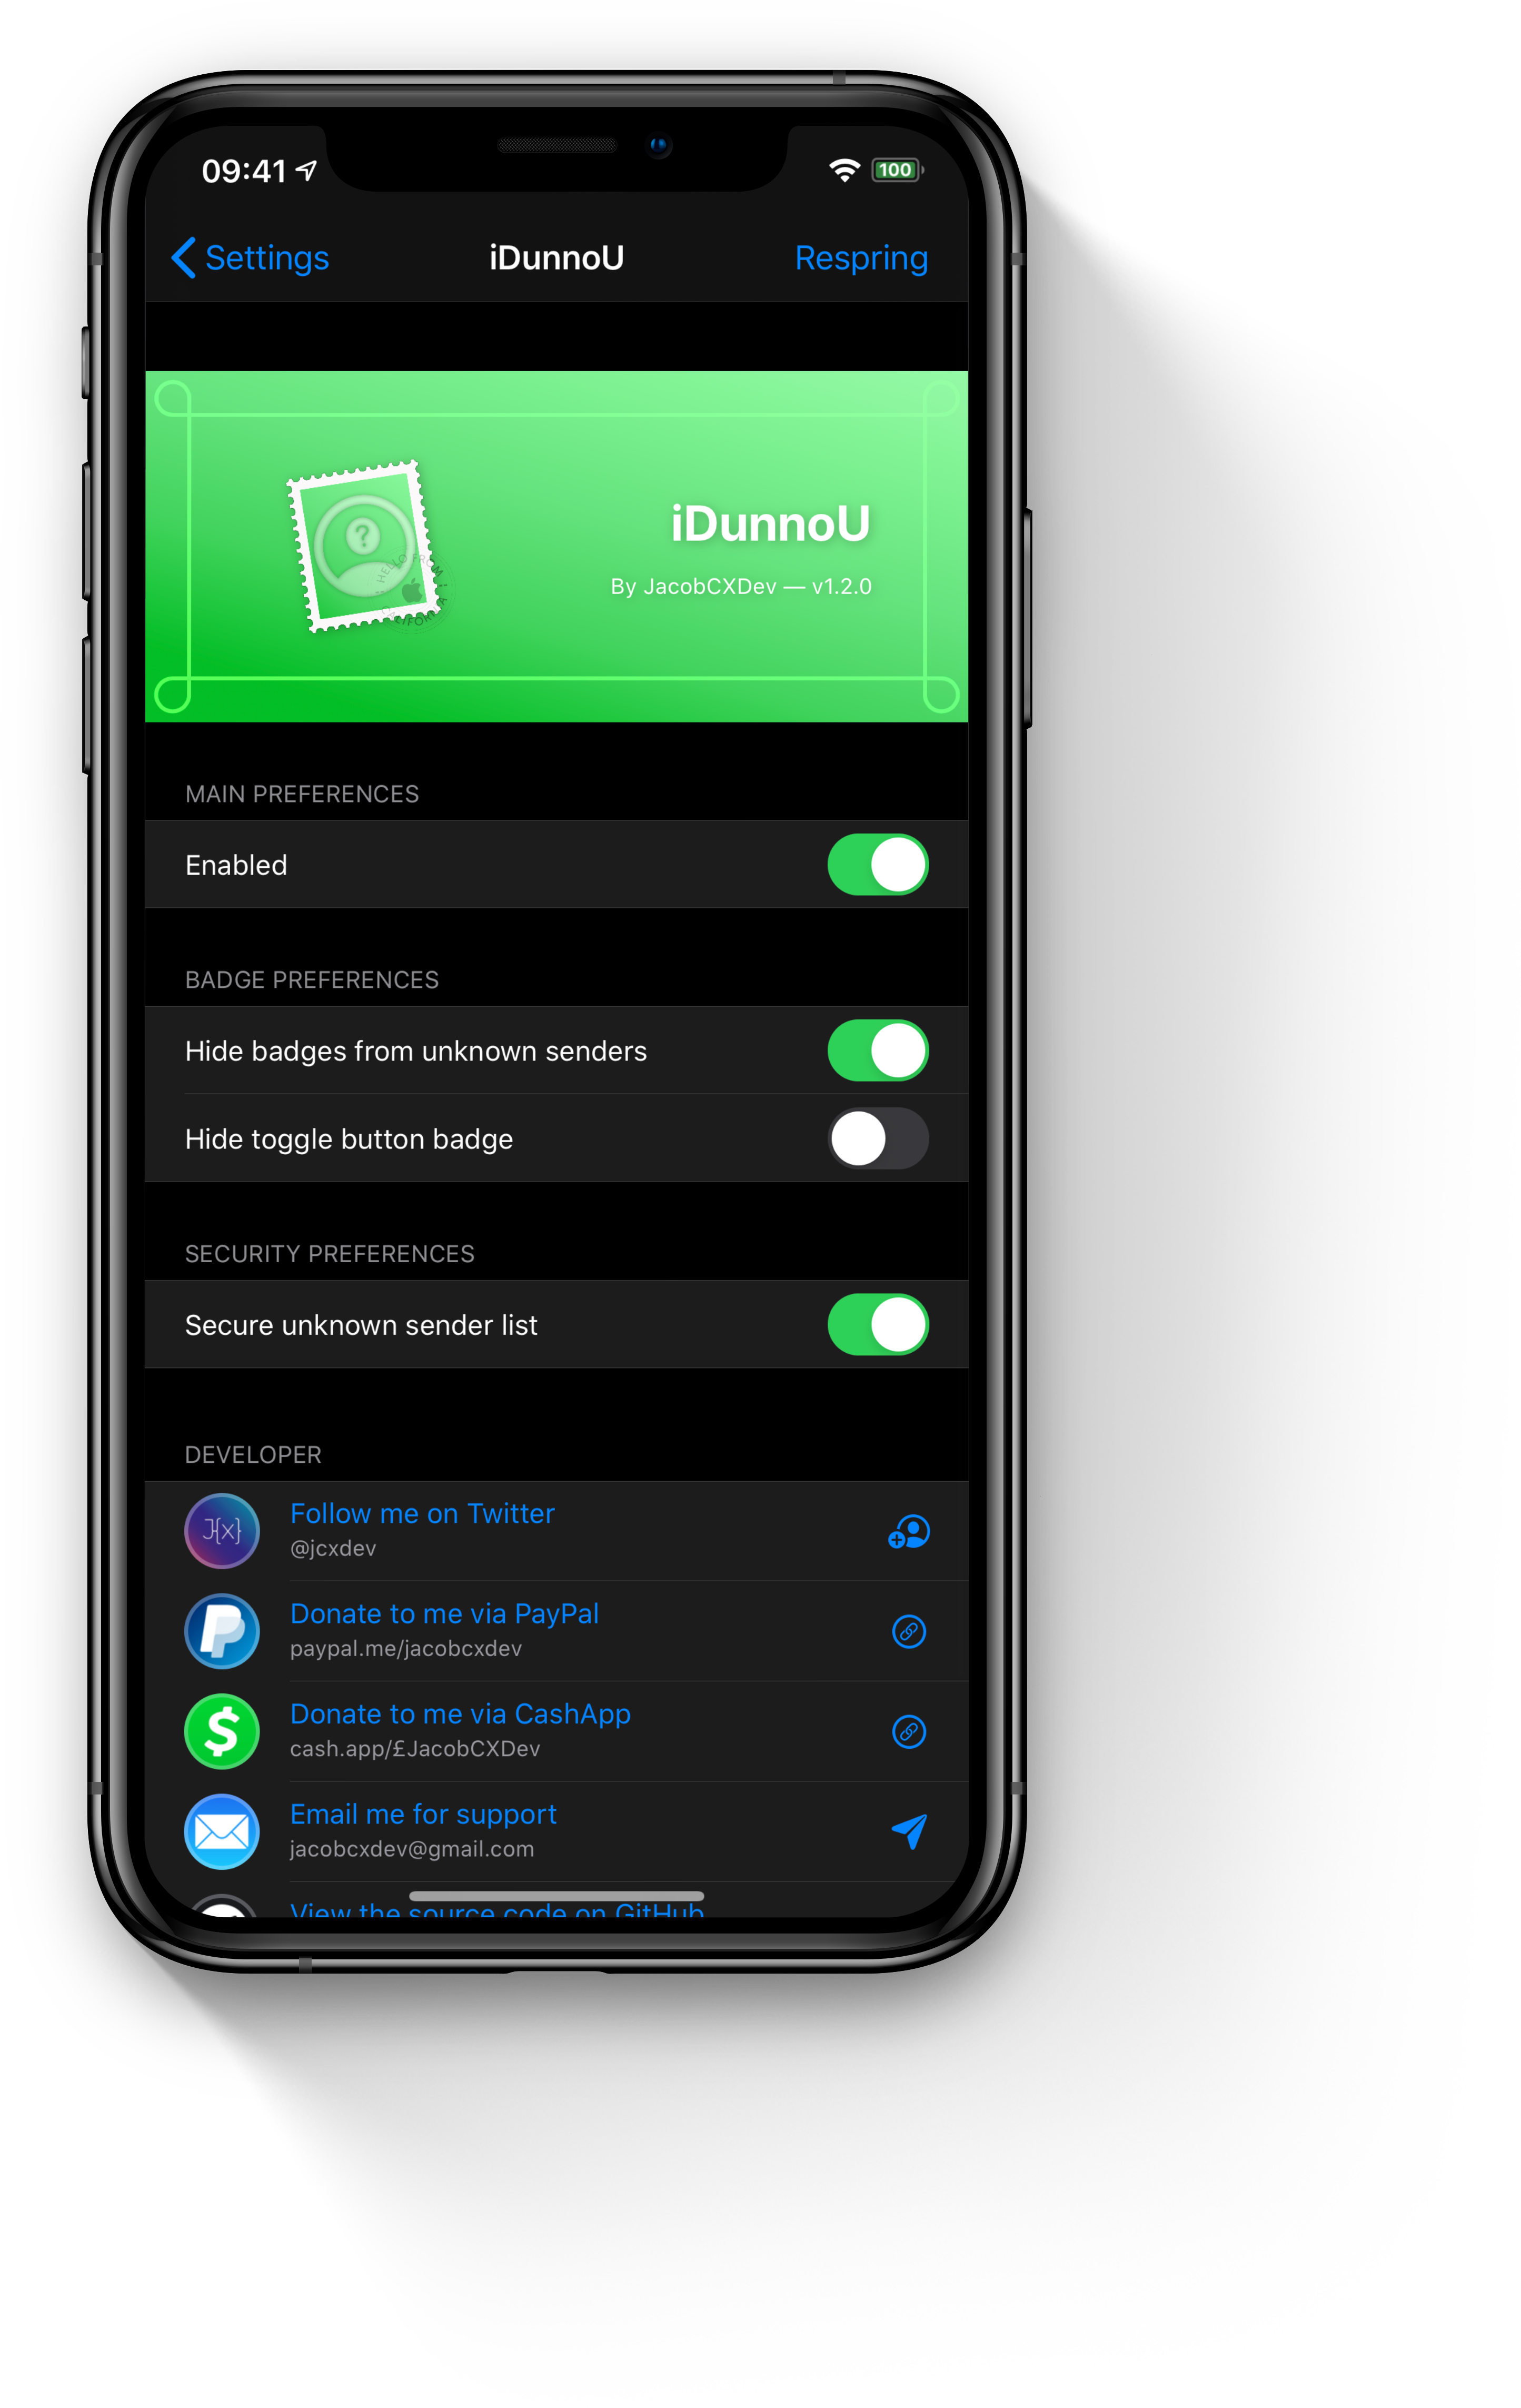 09:41
100
Settings
iDunnoU
Respring
?
HELLO FROM
CALIFORNIA
iDunnoU
By JacobCXDev — v1.2.0
MAIN PREFERENCES
Enabled
BADGE PREFERENCES
Hide badges from unknown senders
Hide toggle button badge
SECURITY PREFERENCES
Secure unknown sender list
DEVELOPER
J{x}
Follow me on Twitter
@jcxdev
Donate to me via PayPal
paypal.me/jacobcxdev
$
Donate to me via CashApp
cash.app/£JacobCXDev
Email me for support
jacobcxdev@gmail.com
View the source code on GitHub